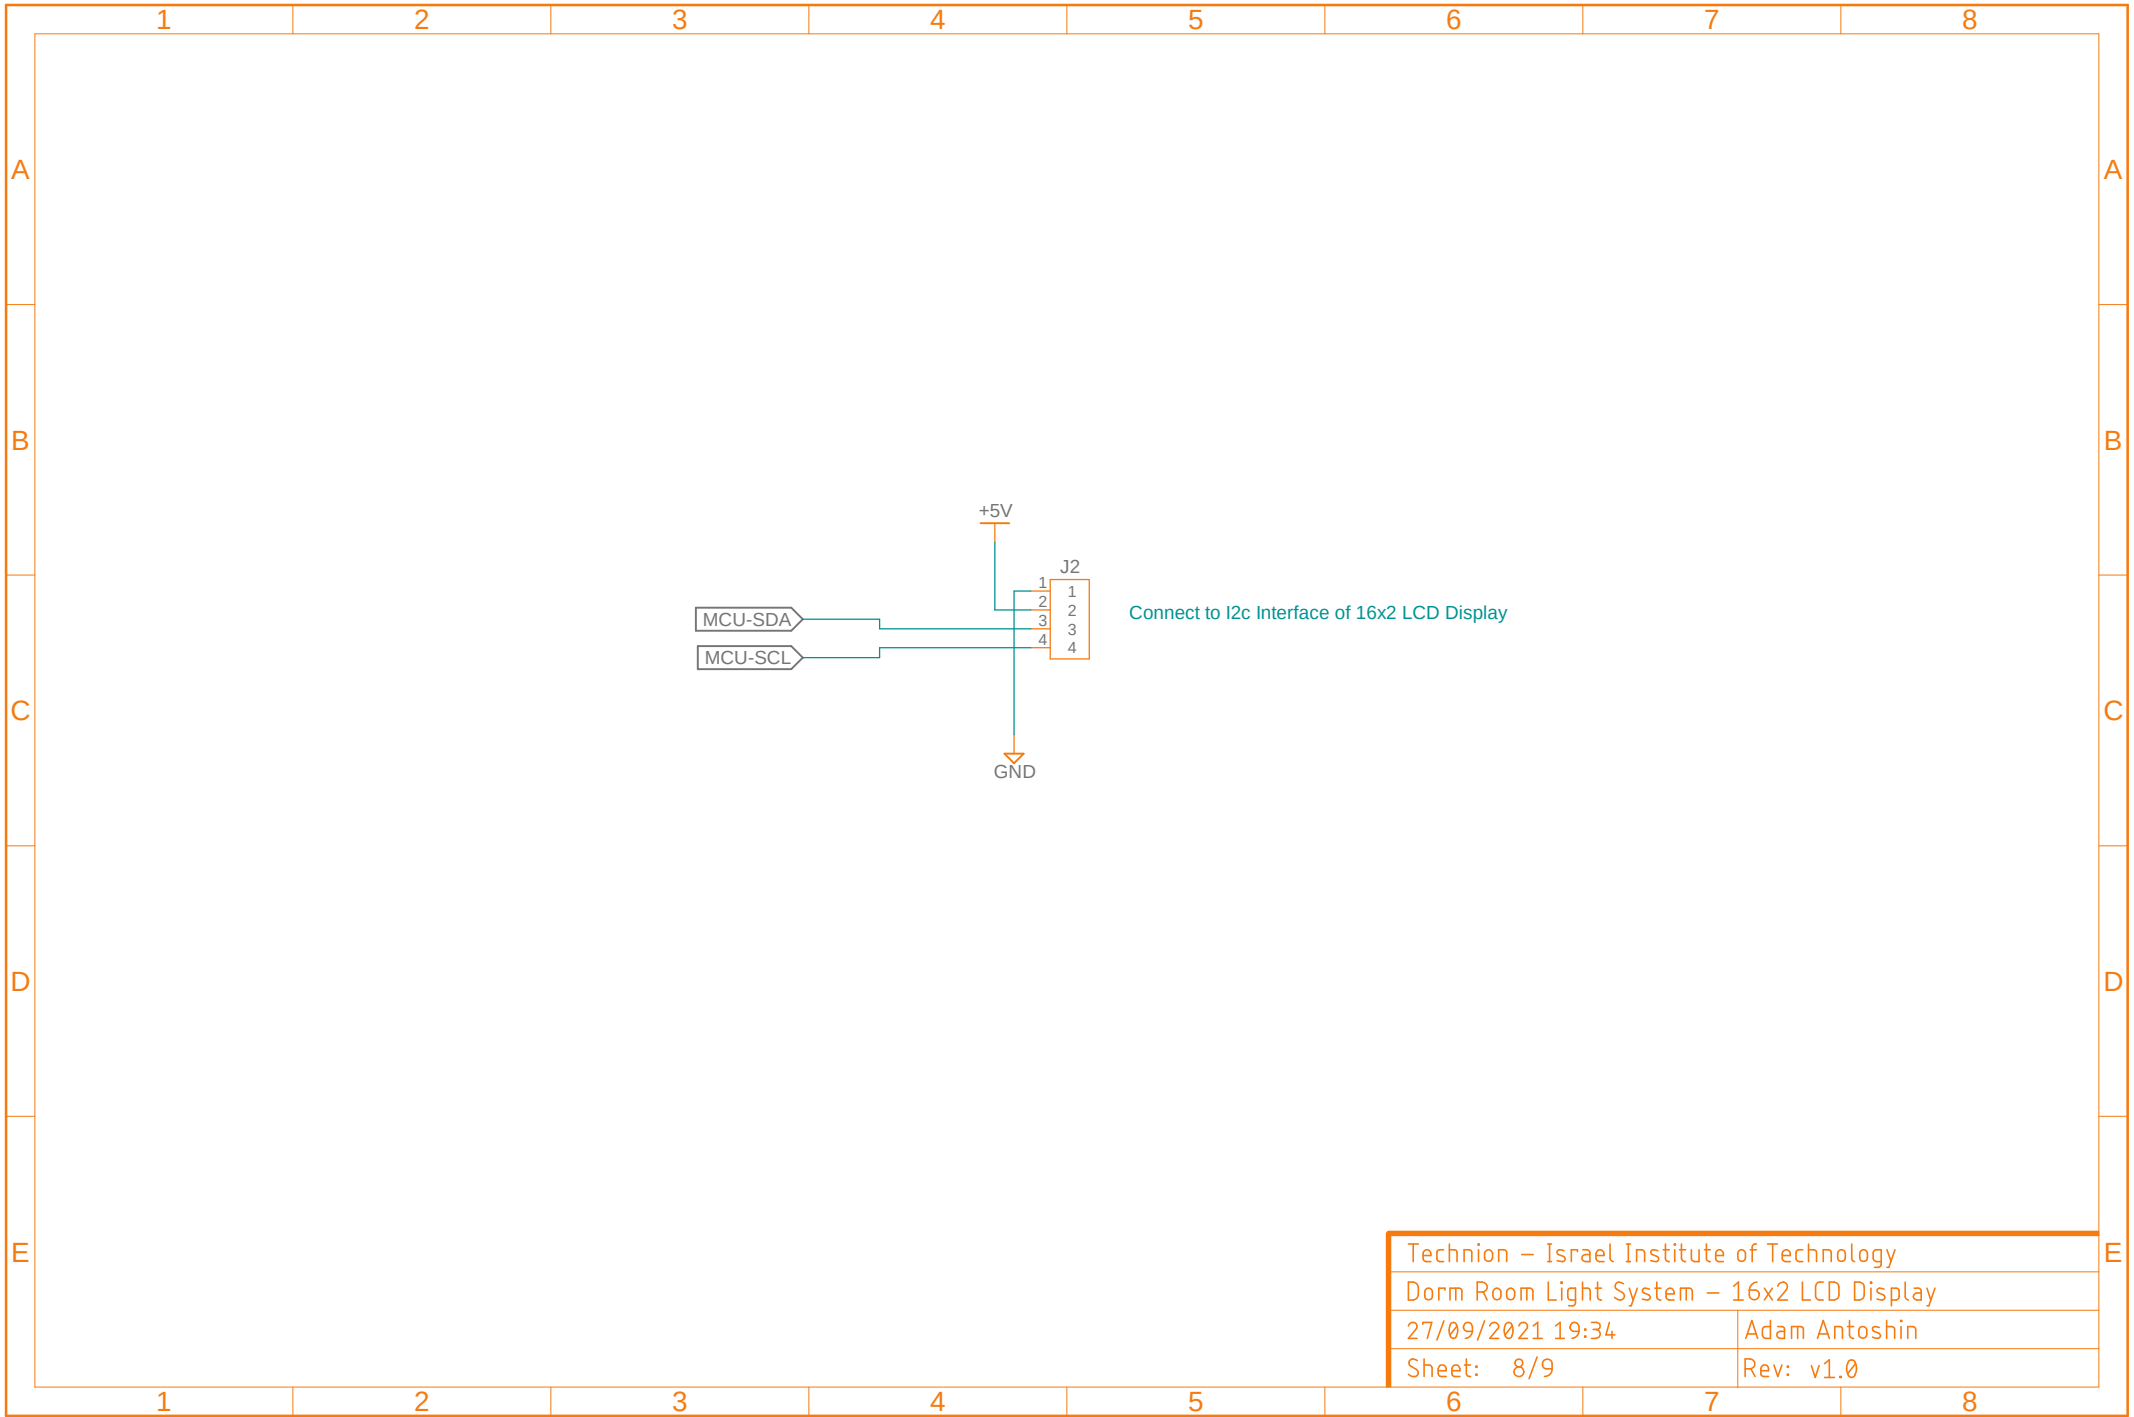 1 2 3 4 5 6 7 8
A A
B B
+5V
J2
1 1
2 2
3 3
4 4
MCU-SDA
MCU-SCL
Connect to I2c Interface of 16x2 LCD Display
C C
GND
D D
E E
Technion - Israel Institute of Technology
Dorm Room Light System - 16x2 LCD Display
27/09/2021 19:34 Adam Antoshin
Sheet: 8/9 Rev: v1.0
1 2 3 4 5 6 7 8